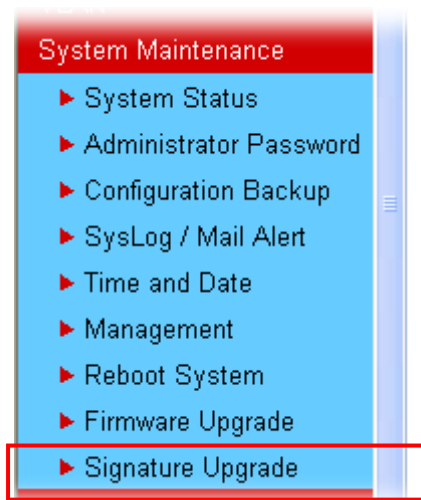 System Maintenance
System Status
Administrator Password
Configuration Backup
SysLog / Mail Alert
Time and Date
Management
Reboot System
Firmware Upgrade
Signature Upgrade